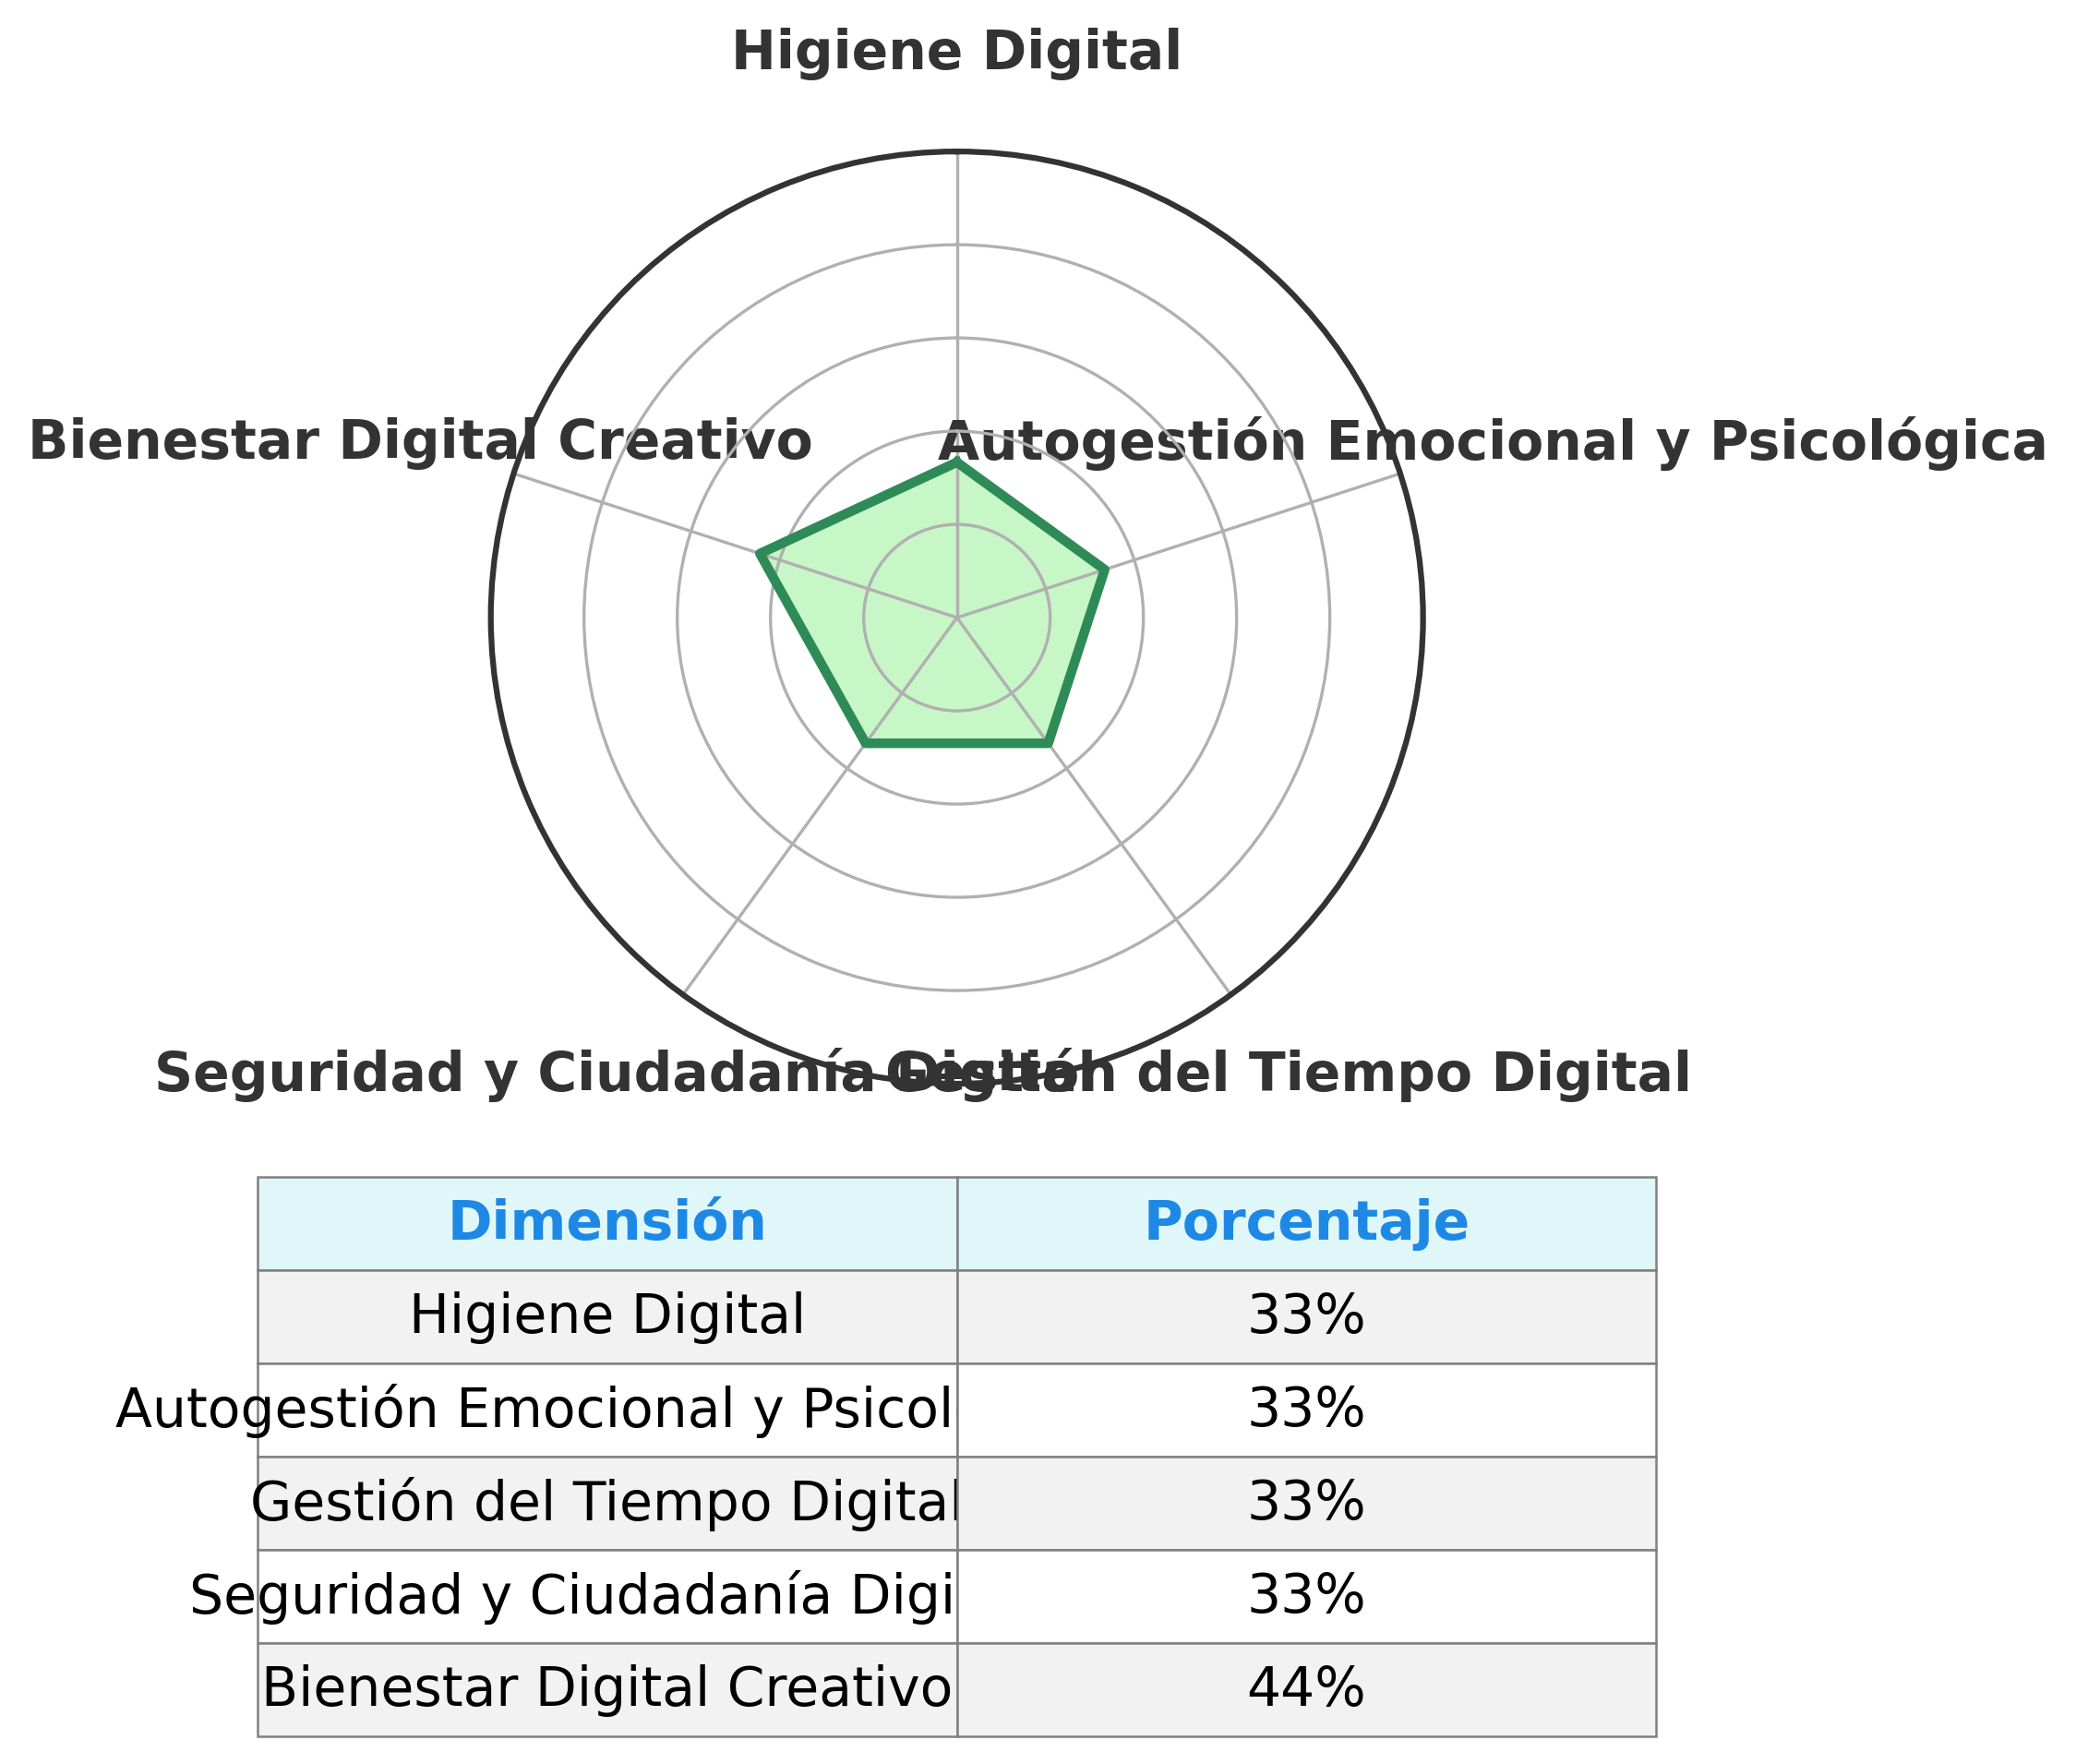 Higiene Digital
Bienestar Digital Creativo
Autogestión Emocional y Psicológica
Seguridad y Ciudadanía Digital
Gestión del Tiempo Digital
Dimensión Porcentaje
Higiene Digital 33%
Autogestión Emocional y Psicol 33%
Gestión del Tiempo Digital 33%
Seguridad y Ciudadanía Digi 33%
Bienestar Digital Creativo 44%